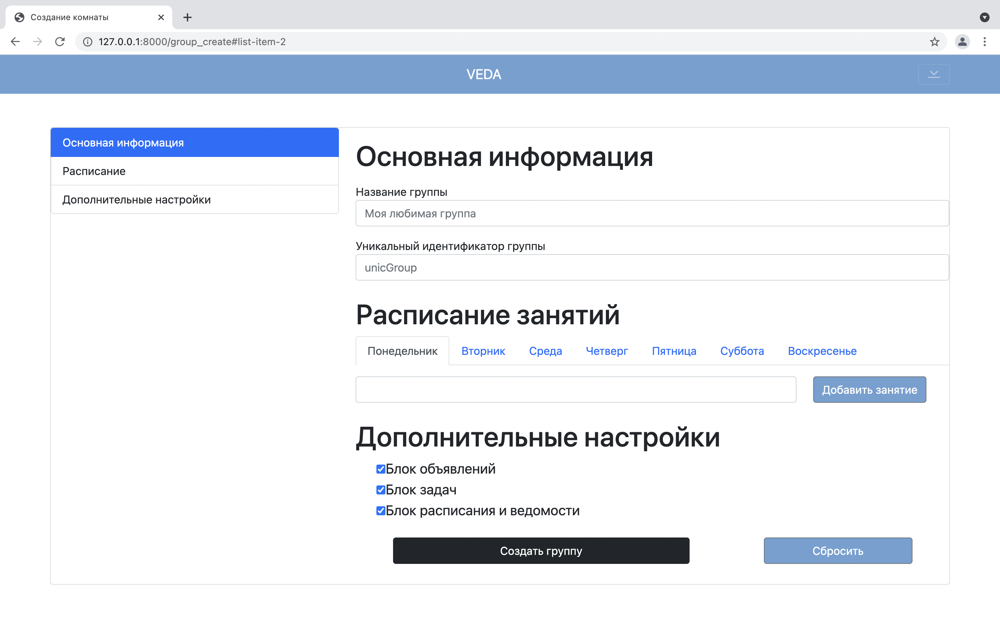 Создание комнаты
127.0.0.1:8000/group_create#list-item-2
VEDA
Основная информация
Расписание
Дополнительные настройки
Основная информация
Название группы
Моя любимая группа
Уникальный идентификатор группы
unicGroup
Расписание занятий
Понедельник Вторник Среда Четверг Пятница Суббота Воскресенье
Добавить занятие
Дополнительные настройки
Блок объявлений
Блок задач
Блок расписания и ведомости
Создать группу Сбросить